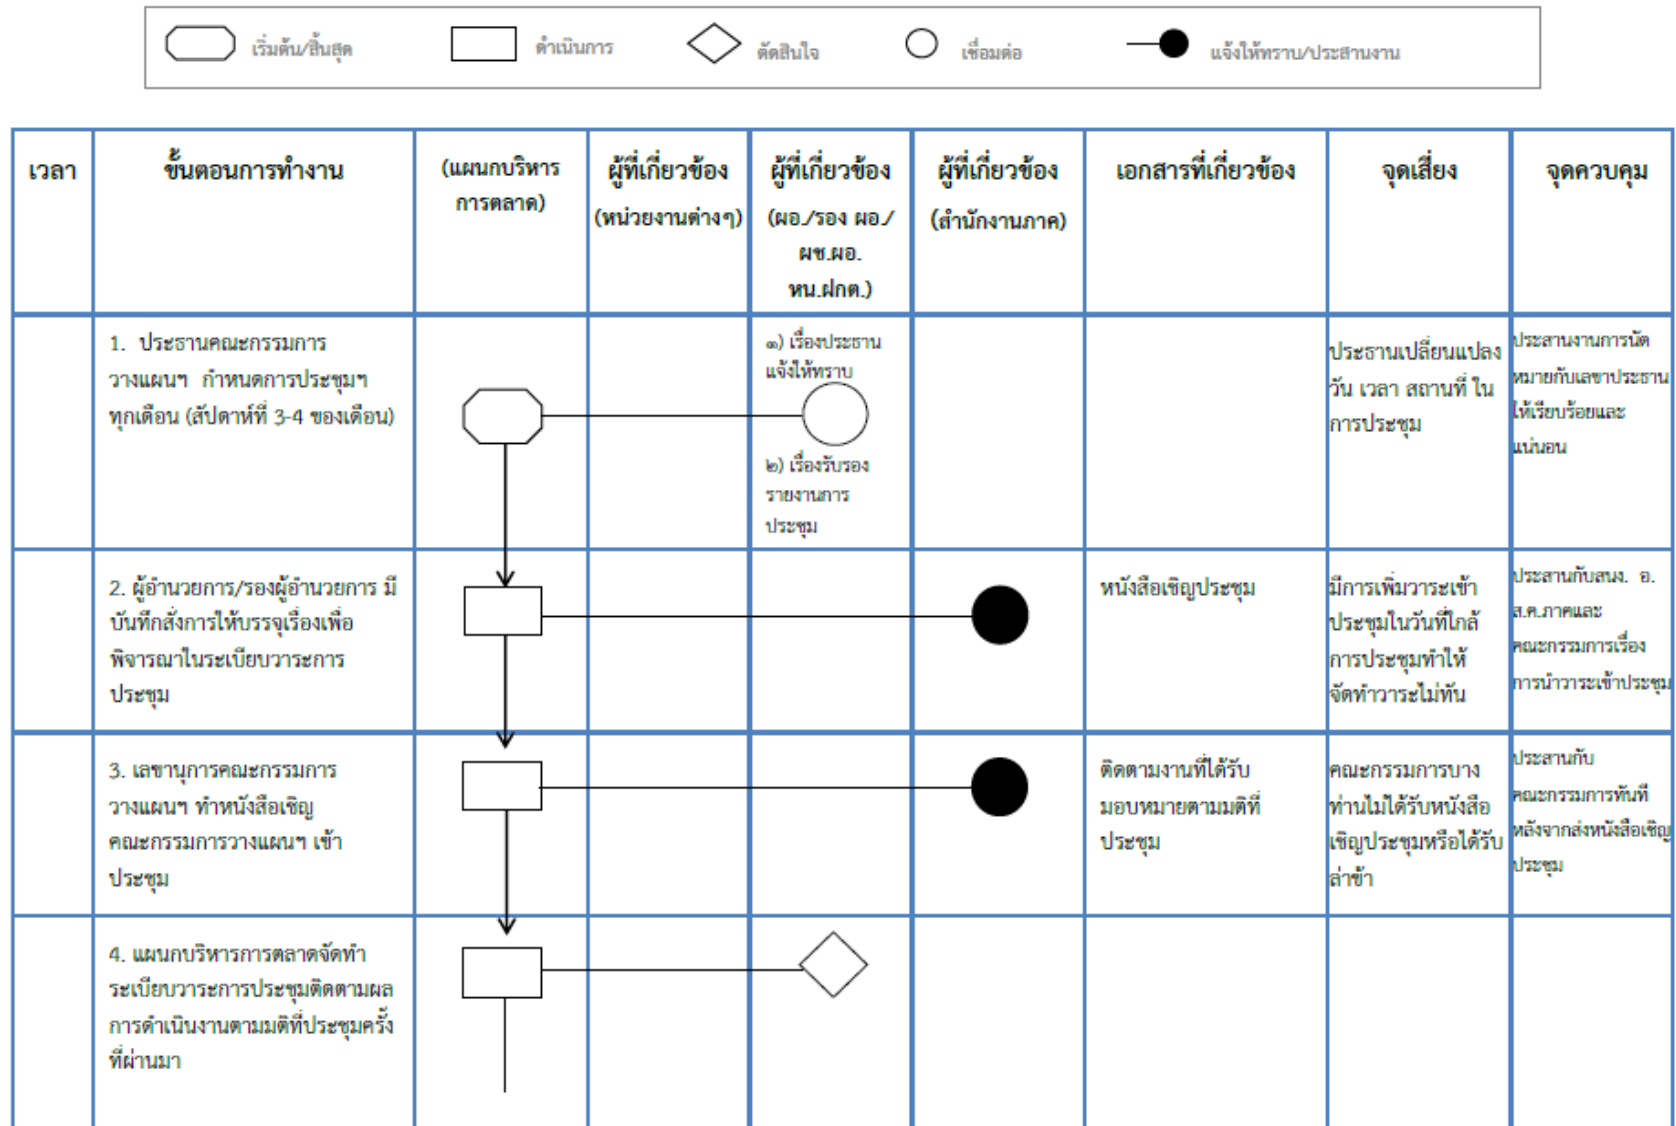 เริ่มต้น/สิ้นสุด
ดำเนินการ
ตัดสินใจ
เชื่อมต่อ
แจ้งให้ทราบ/ประสานงาน
เวลา
ขั้นตอนการทำงาน
(แผนกบริหาร
การตลาด)
ผู้ที่เกี่ยวข้อง
(หน่วยงานต่างๆ)
ผู้ที่เกี่ยวข้อง
(ผอ./รอง ผอ./
ผช.ผอ.
หน.ฝกต.)
ผู้ที่เกี่ยวข้อง
(สำนักงานภาค)
เอกสารที่เกี่ยวข้อง
จุดเสี่ยง
จุดควบคุม
1. ประธานคณะกรรมการ
วางแผนฯ กำหนดการประชุมฯ
ทุกเดือน (สัปดาห์ที่ 3-4 ของเดือน)
๑) เรื่องประธาน
แจ้งให้ทราบ
๒) เรื่องรับรอง
รายงานการ
ประชุม
ประธานเปลี่ยนแปลง
วัน เวลา สถานที่ ใน
การประชุม
ประสานงานการนัด
หมายกับเลขาประธาน
ให้เรียบร้อยและ
แน่นอน
2. ผู้อำนวยการ/รองผู้อำนวยการ มี
บันทึกสั่งการให้บรรจุเรื่องเพื่อ
พิจารณาในระเบียบวาระการ
ประชุม
หนังสือเชิญประชุม
มีการเพิ่มวาระเข้า
ประชุมในวันที่ใกล้
การประชุมทำให้
จัดทำวาระไม่ทัน
ประสานกับสนง. อ.
ส.ค.ภาคและ
คณะกรรมการเรื่อง
การนำวาระเข้าประชุม
3. เลขานุการคณะกรรมการ
วางแผนฯ ทำหนังสือเชิญ
คณะกรรมการวางแผนฯ เข้า
ประชุม
ติดตามงานที่ได้รับ
มอบหมายตามมติที่
ประชุม
คณะกรรมการบาง
ท่านไม่ได้รับหนังสือ
เชิญประชุมหรือได้รับ
ล่าช้า
ประสานกับ
คณะกรรมการทันที
หลังจากส่งหนังสือเชิญ
ประชุม
4. แผนกบริหารการตลาดจัดทำ
ระเบียบวาระการประชุมติดตามผล
การดำเนินงานตามมติที่ประชุมครั้ง
ที่ผ่านมา